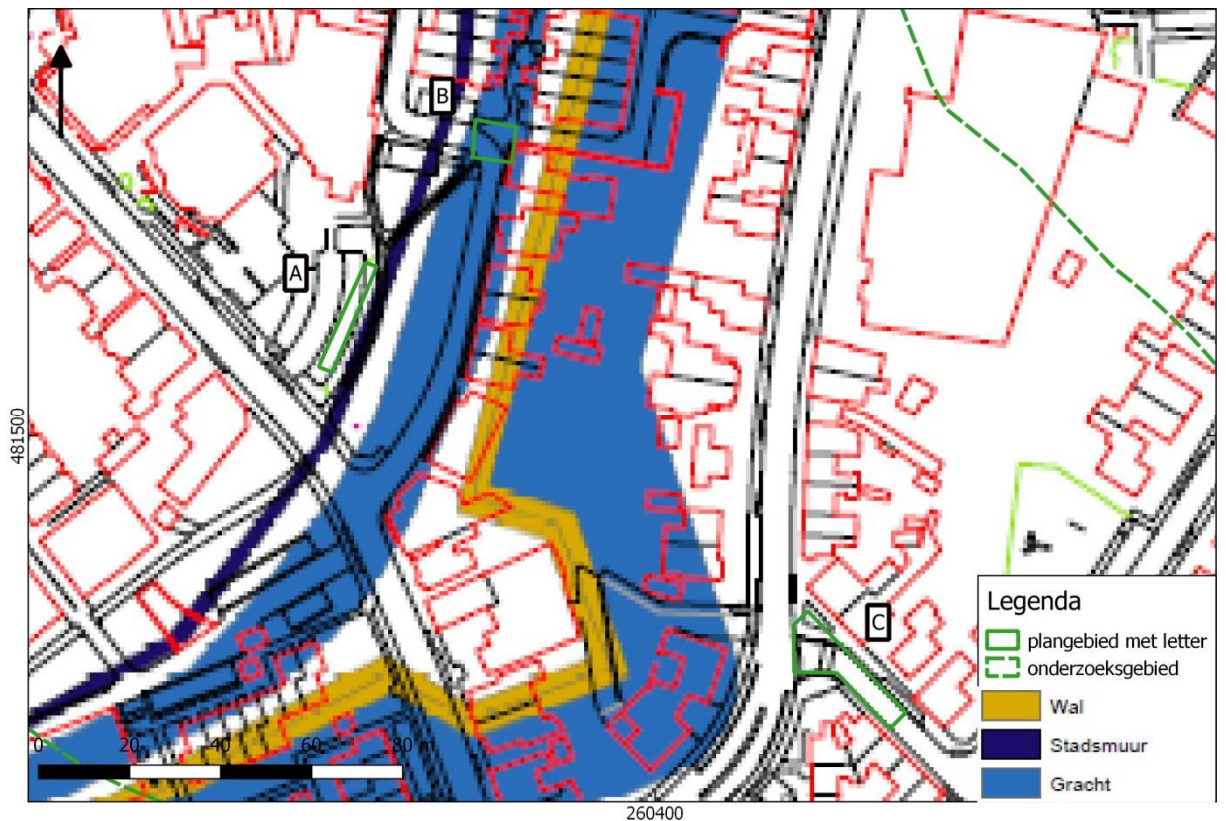 B
A
481500
C
Legenda
plangebied met letter
onderzoeksgebied
Wal
Stadsmuur
Gracht
0 20 40 60 80 m
260400